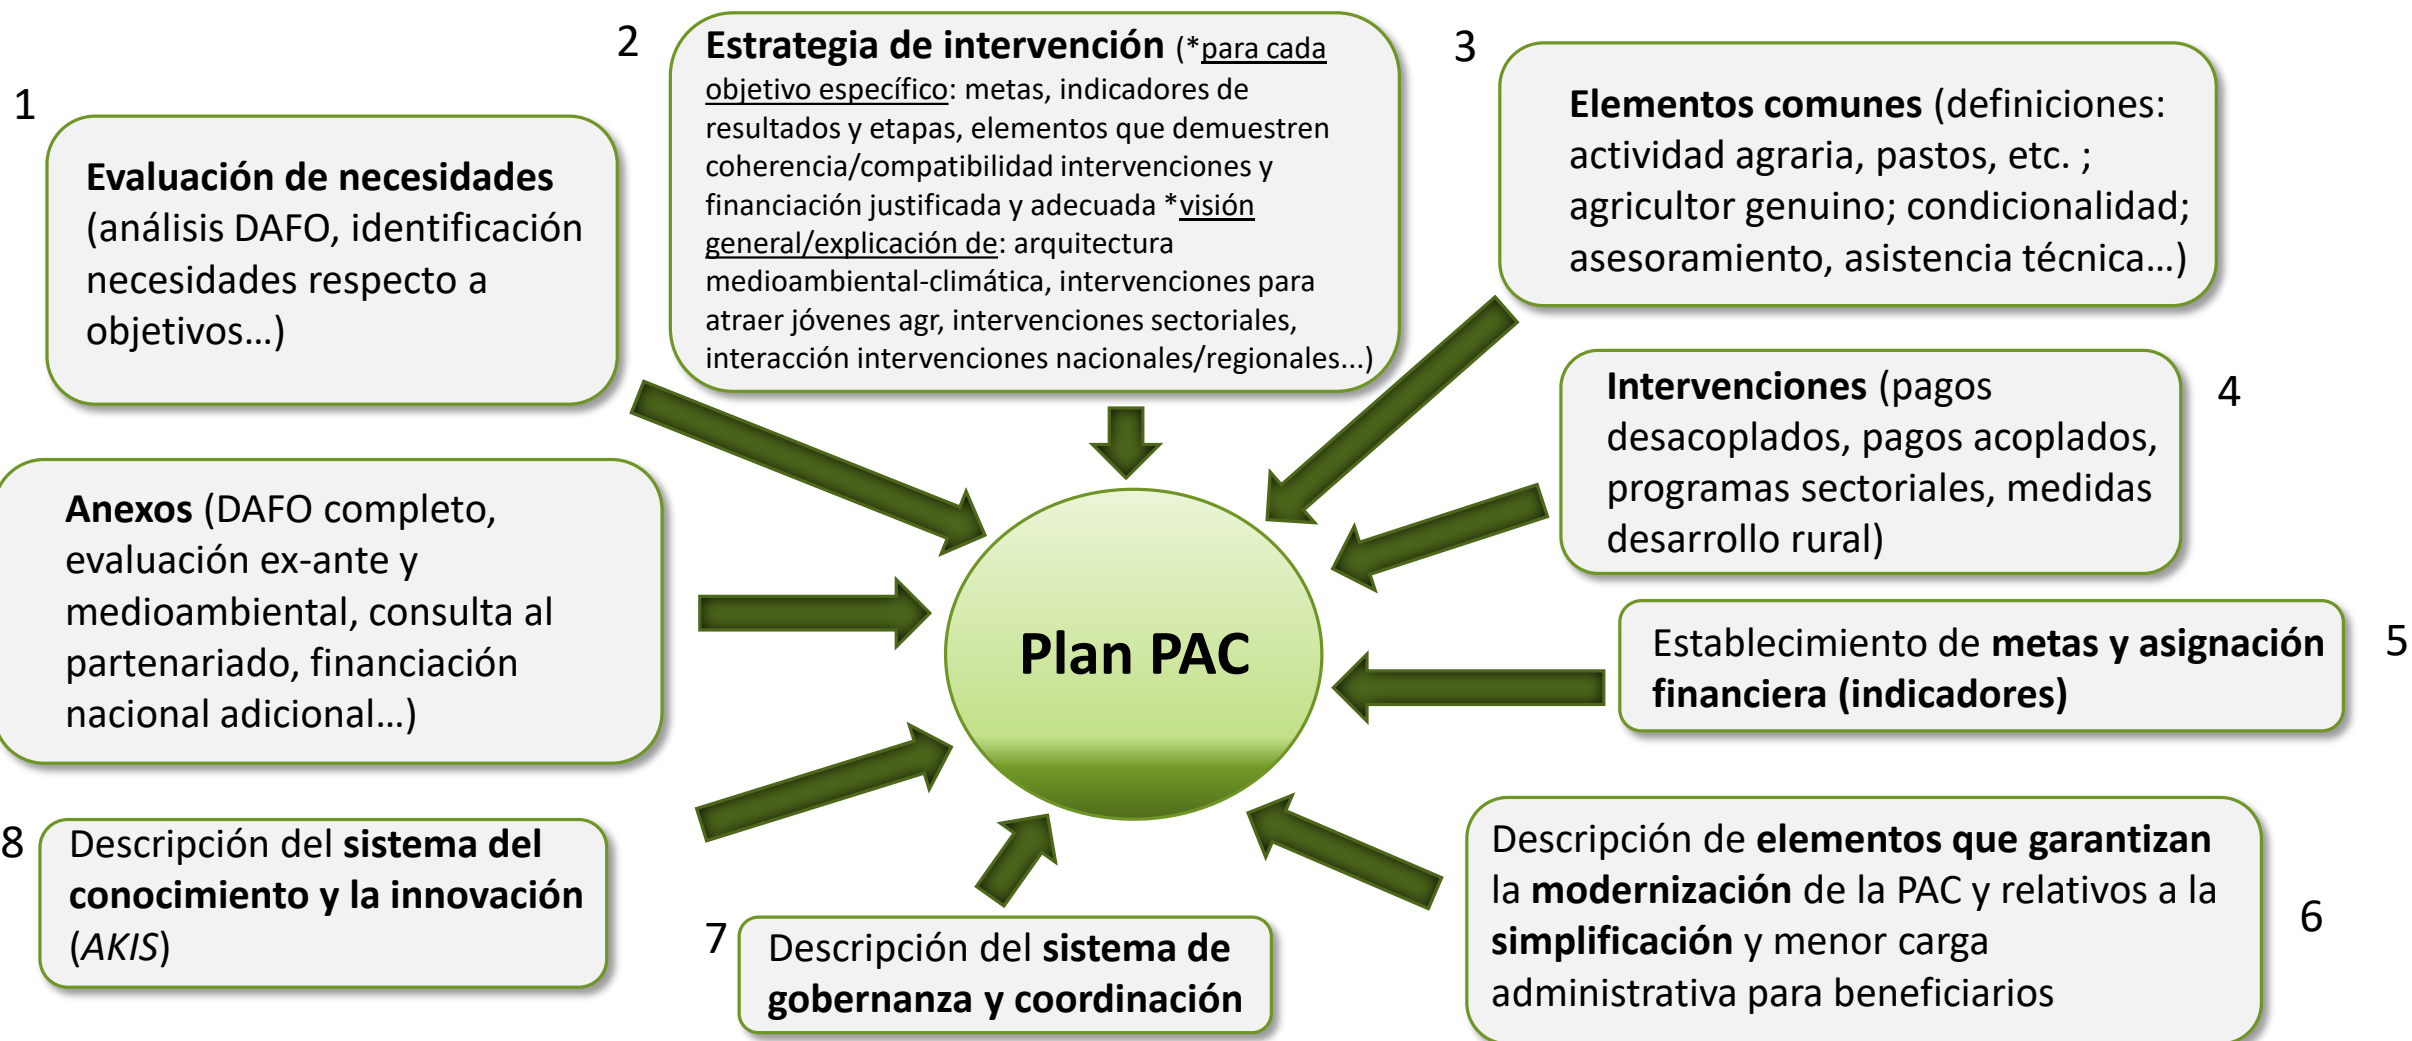 1
Evaluación de necesidades
(análisis DAFO, identificación
necesidades respecto a
objetivos...)
2
Estrategia de intervención (*para cada
objetivo específico: metas, indicadores de
resultados y etapas, elementos que demuestren
coherencia/compatibilidad intervenciones y
financiación justificada y adecuada *visión
general/explicación de: arquitectura
medioambiental-climática, intervenciones para
atraer jóvenes agr, intervenciones sectoriales,
interacción intervenciones nacionales/regionales...)
3
Elementos comunes (definiciones:
actividad agraria, pastos, etc. ;
agricultor genuino; condicionalidad;
asesoramiento, asistencia técnica...)
4
Intervenciones (pagos
desacoplados, pagos acoplados,
programas sectoriales, medidas
desarrollo rural)
5
Establecimiento de metas y asignación
financiera (indicadores)
6
Descripción de elementos que garantizan
la modernización de la PAC y relativos a la
simplificación y menor carga
administrativa para beneficiarios
7
Descripción del sistema de
gobernanza y coordinación
8
Descripción del sistema del
conocimiento y la innovación
(AKIS)
Anexos (DAFO completo,
evaluación ex-ante y
medioambiental, consulta al
partenariado, financiación
nacional adicional...)
Plan PAC